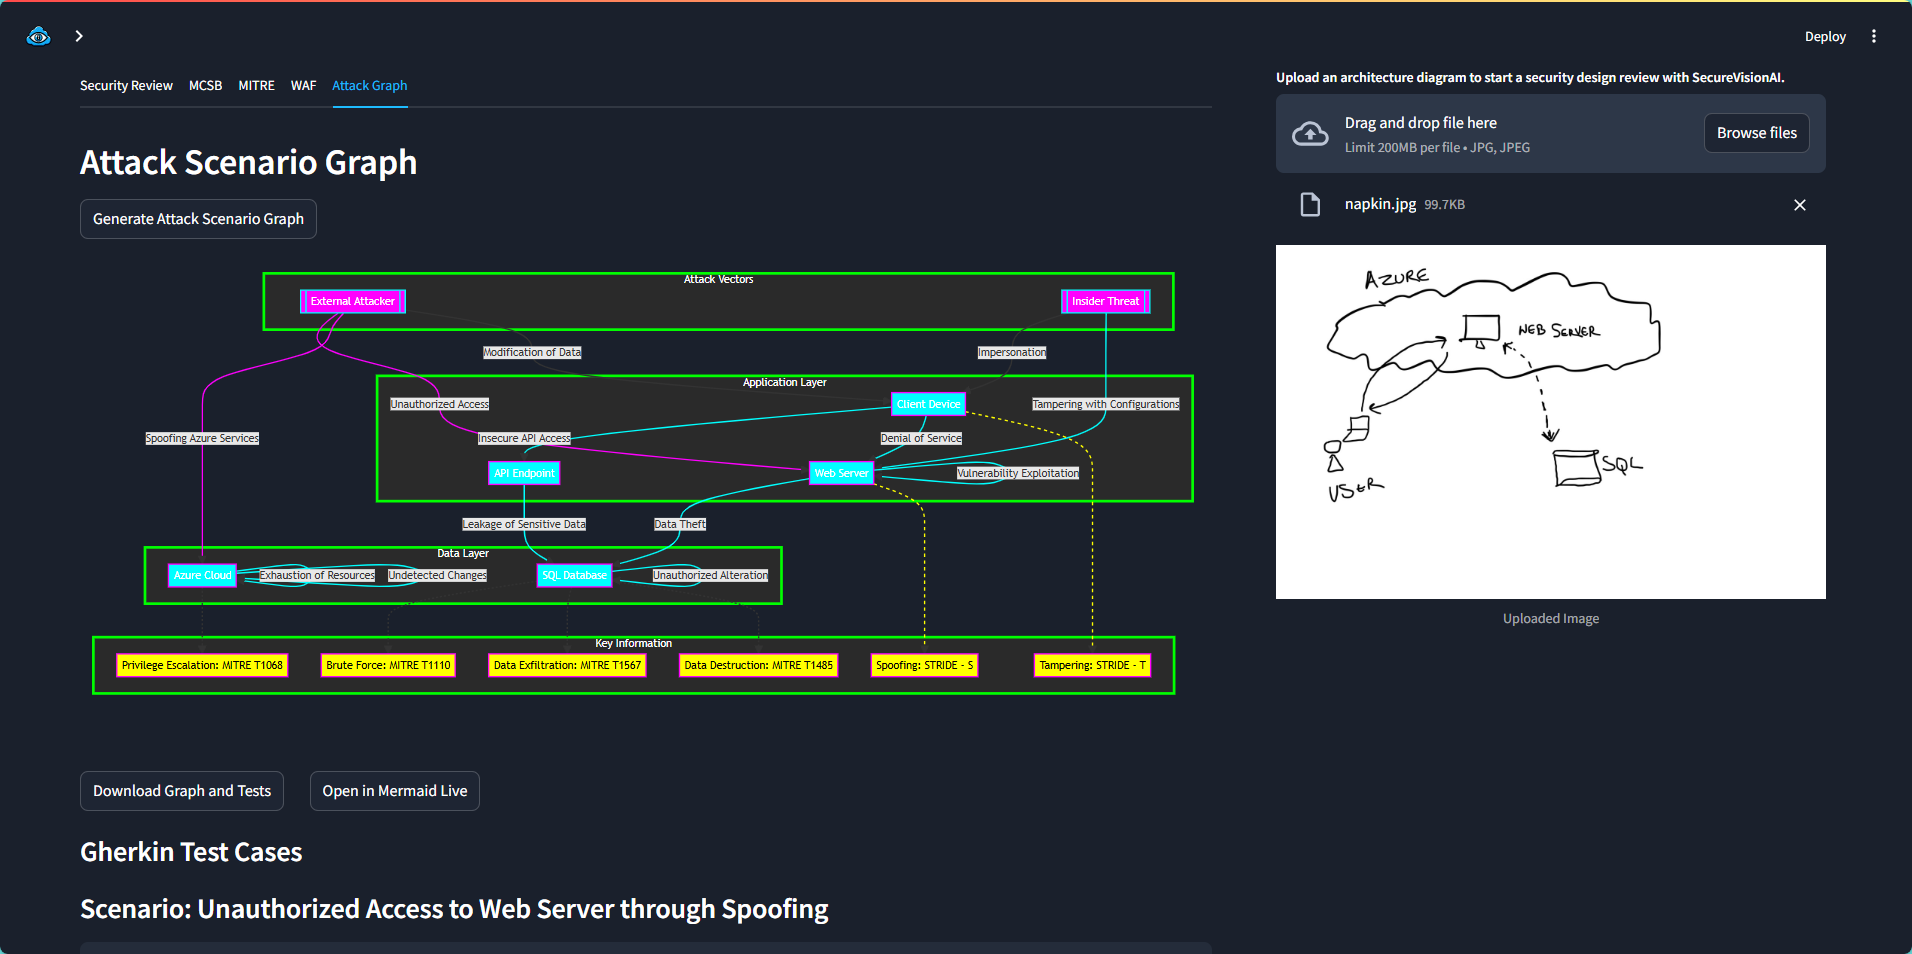 Deploy
Security Review MCSB MITRE WAF Attack Graph
Attack Scenario Graph
Generate Attack Scenario Graph
Attack Vectors
External Attacker
Insider Threat
Modification of Data
Impersonation
Application Layer
Unauthorized Access
Client Device
Tampering with Configurations
Spoofing Azure Services
Insecure API Access
Denial of Service
API Endpoint
Web Server
Vulnerability Exploitation
Leakage of Sensitive Data
Data Theft
Data Layer
Azure Cloud
Exhaustion of Resources
Undetected Changes
SQL Database
Unauthorized Alteration
Key Information
Privilege Escalation: MITRE T1068
Brute Force: MITRE T1110
Data Exfiltration: MITRE T1567
Data Destruction: MITRE T1485
Spoofing: STRIDE - S
Tampering: STRIDE - T
Download Graph and Tests
Open in Mermaid Live
Gherkin Test Cases
Scenario: Unauthorized Access to Web Server through Spoofing
Upload an architecture diagram to start a security design review with SecureVisionAI.
Drag and drop file here
Limit 200MB per file • JPG, JPEG
Browse files
napkin.jpg 99.7KB
AZURE
WEB SERVER
SQL
USER
Uploaded Image